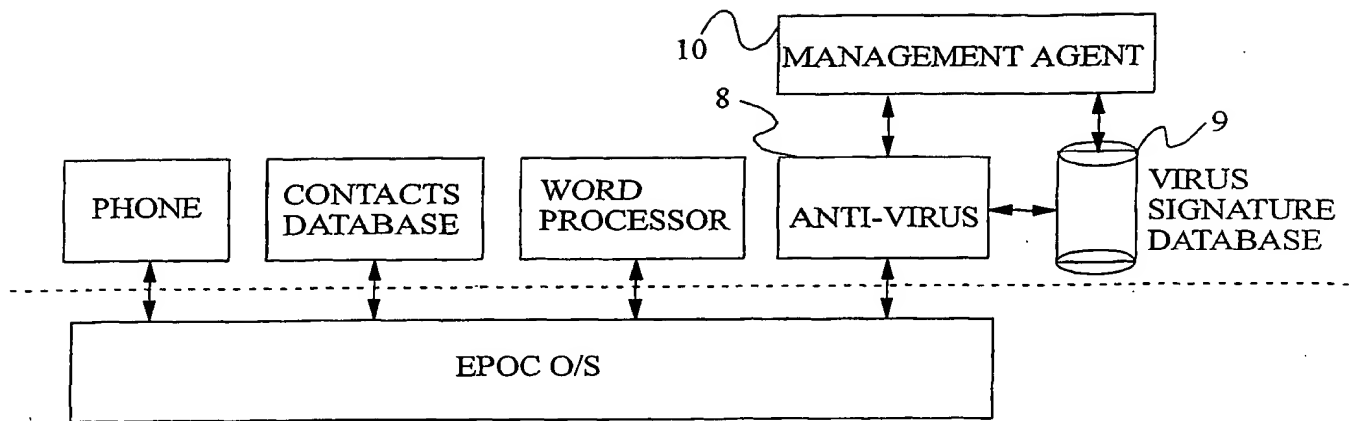 10
MANAGEMENT AGENT
8
9
PHONE
CONTACTS
DATABASE
WORD
PROCESSOR
ANTI-VIRUS
VIRUS
SIGNATURE
DATABASE
EPOC O/S